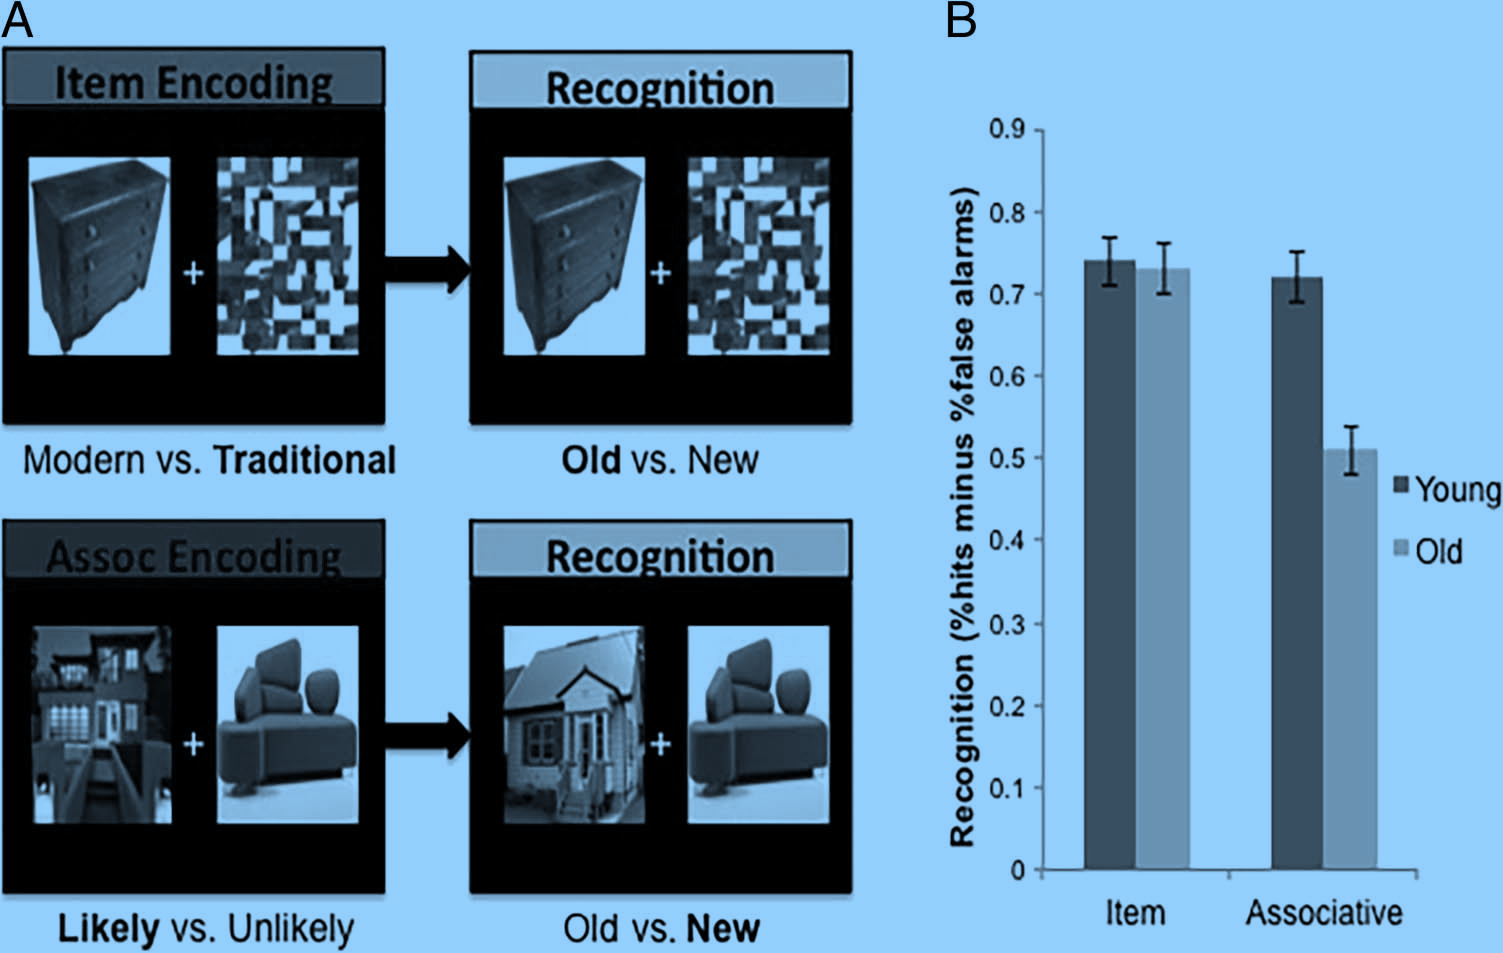 A
Item Encoding
+
Modern vs. Traditional
Recognition
+
Old vs. New
Assoc Encoding
+
Likely vs. Unlikely
Recognition
+
Old vs. New
B
Recognition (%hits minus %false alarms)
0.9
0.8
0.7
0.6
0.5
0.4
0.3
0.2
0.1
0
Item
Associative
Young
Old